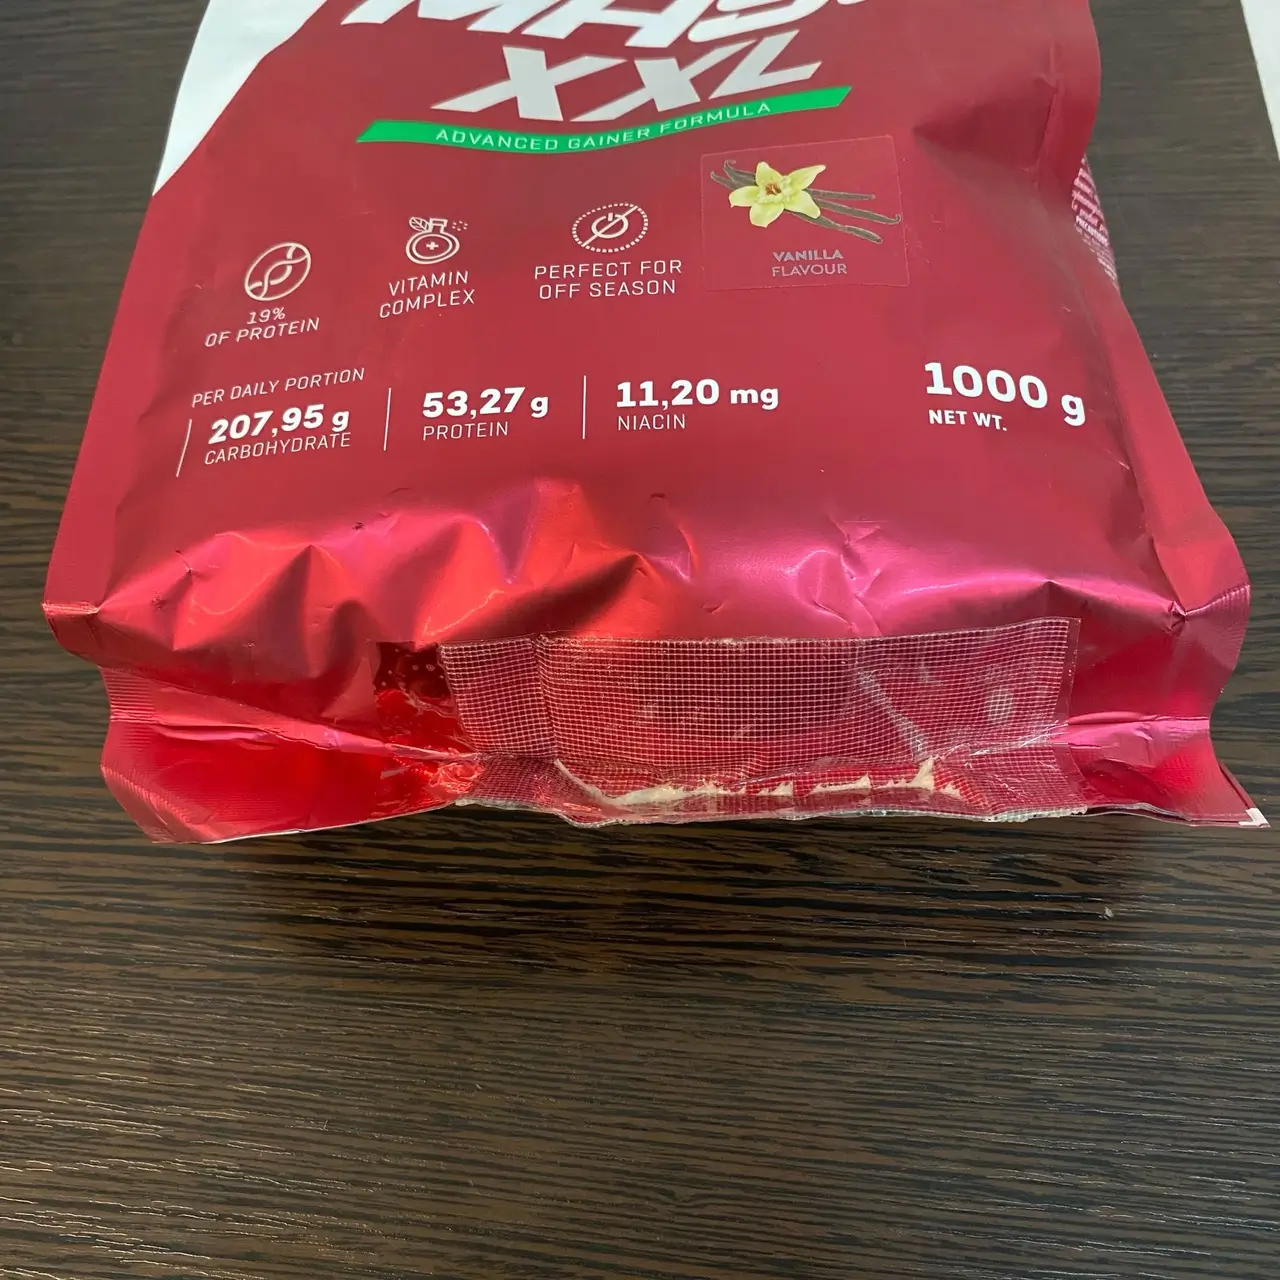 XXL
ADVANCED GAINER FORMULA
VANILLA
FLAVOUR
19%
OF PROTEIN
VITAMIN
COMPLEX
PERFECT FOR
OFF SEASON
PER DAILY PORTION
207,95 g
CARBOHYDRATE
53,27 g
PROTEIN
11,20 mg
NIACIN
1000 g
NET WT.